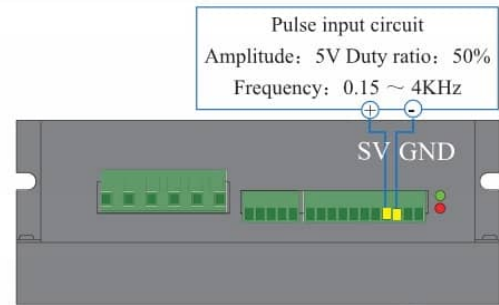 Pulse input circuit
Amplitude：5V Duty ratio：50%
Frequency：0.15 ～ 4KHz
+ -
SV GND